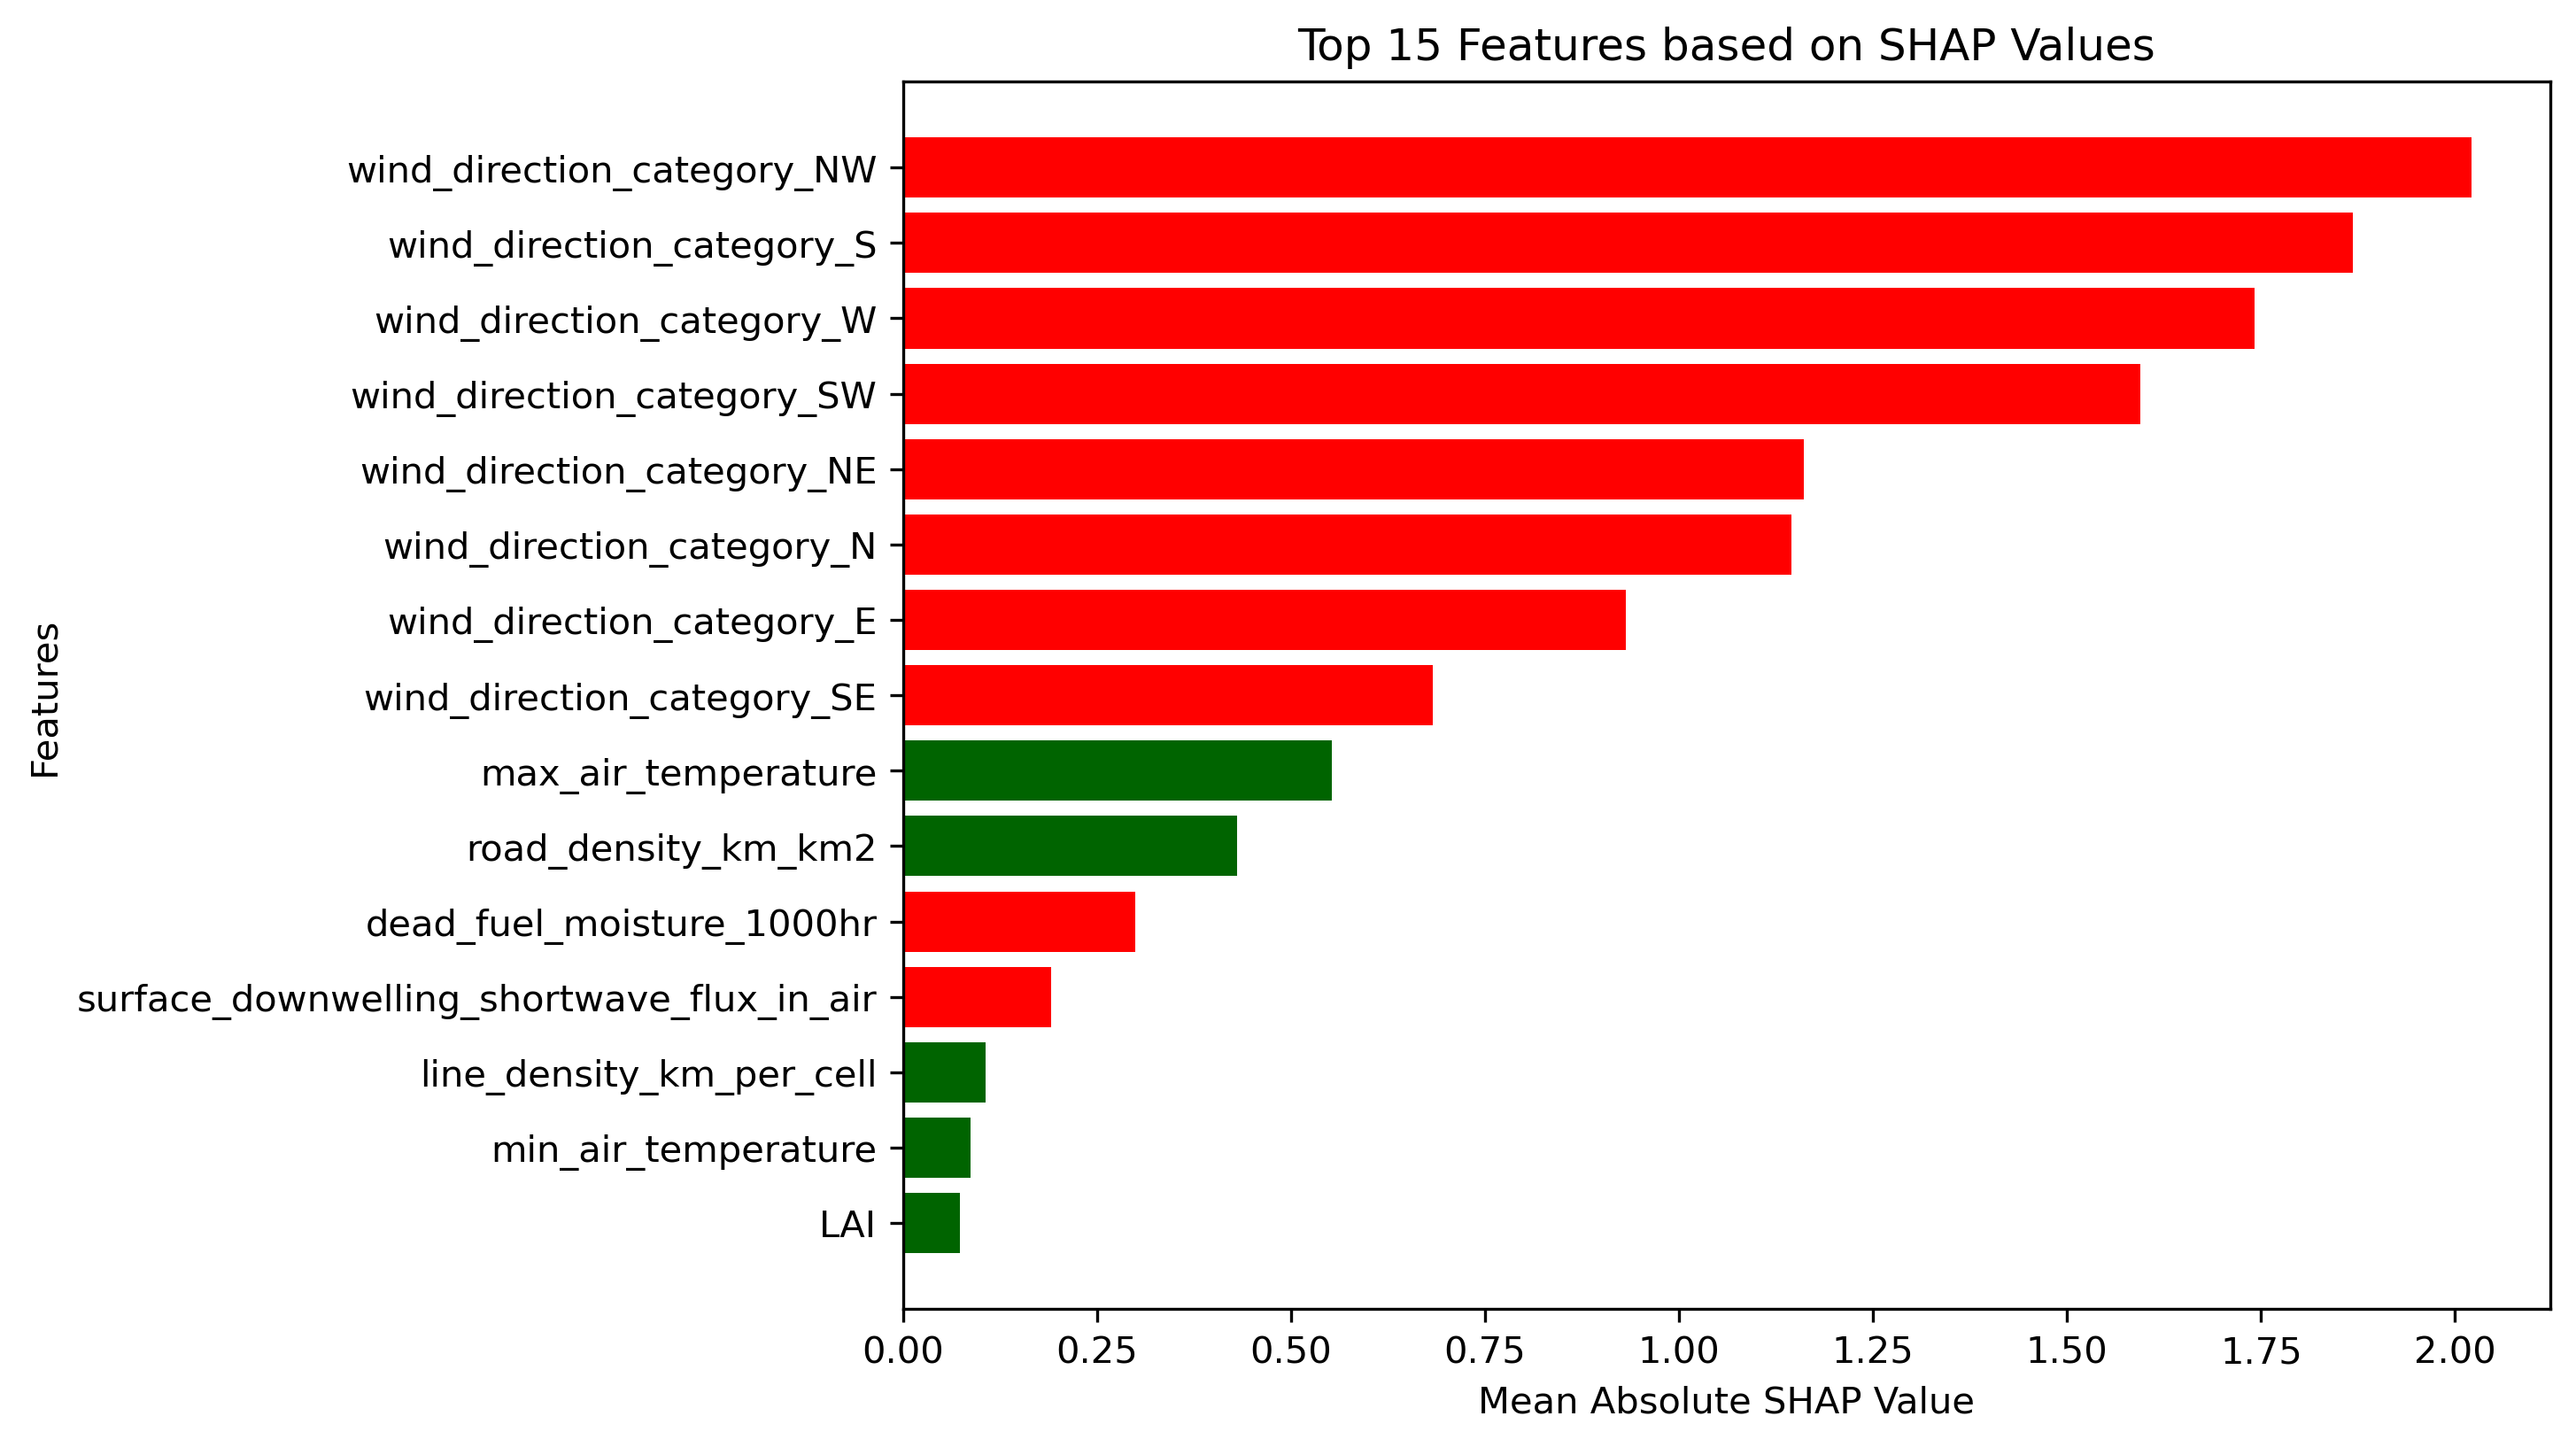 Top 15 Features based on SHAP Values
Features
wind_direction_category_NW
wind_direction_category_S
wind_direction_category_W
wind_direction_category_SW
wind_direction_category_NE
wind_direction_category_N
wind_direction_category_E
wind_direction_category_SE
max_air_temperature
road_density_km_km2
dead_fuel_moisture_1000hr
surface_downwelling_shortwave_flux_in_air
line_density_km_per_cell
min_air_temperature
LAI
0.00 0.25 0.50 0.75 1.00 1.25 1.50 1.75 2.00
Mean Absolute SHAP Value